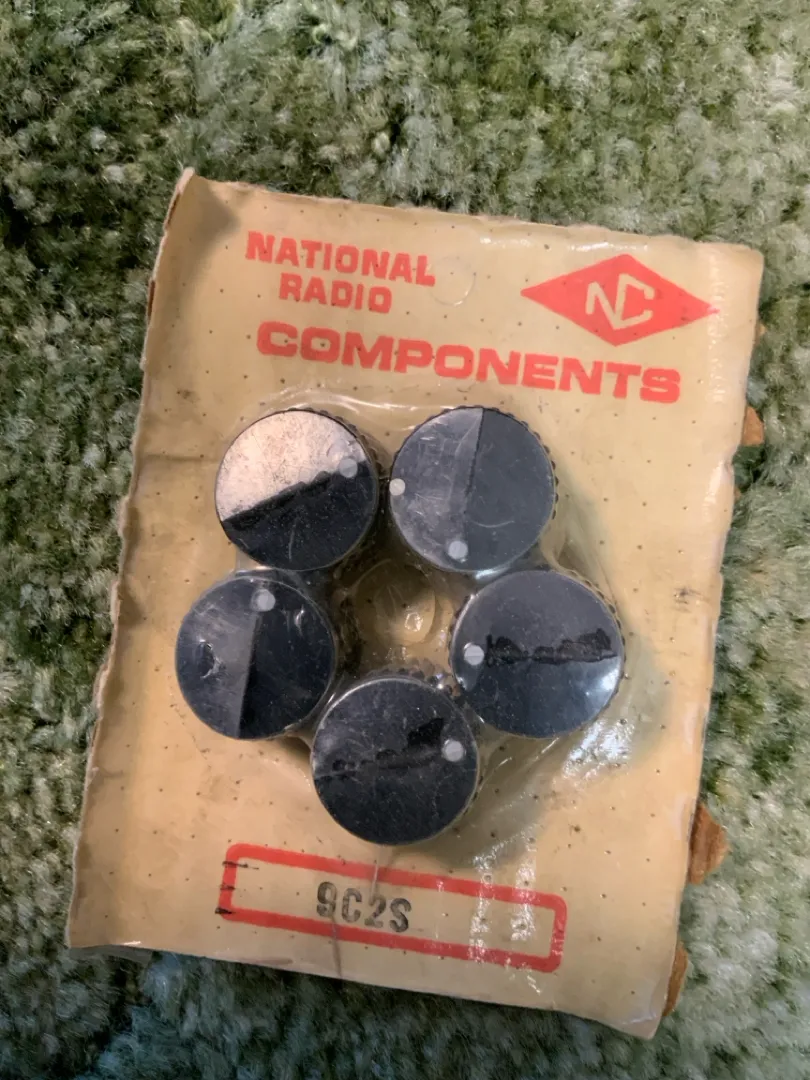 NATIONAL
RADIO
NC
COMPONENTS
9C2S